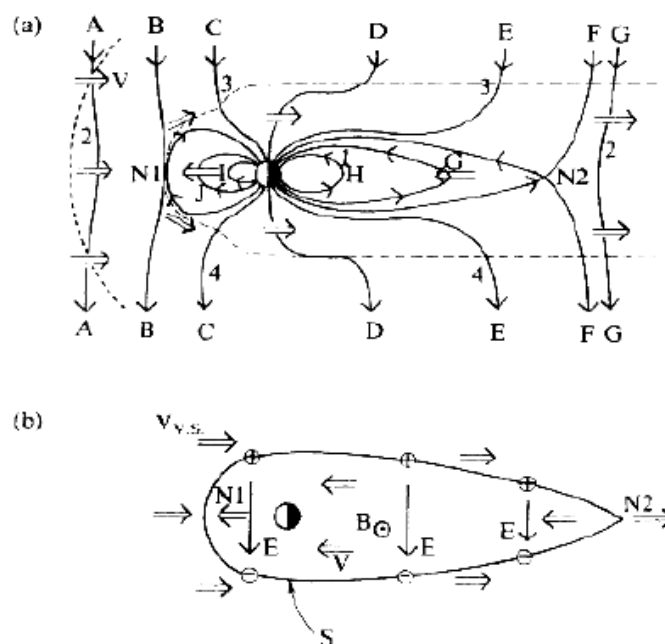 (a)
A B C D E F G
V 3 3
2 2
N1 I H G N2
J
1
4 4
A B C D E F G
(b)
V V.S.
N1 N2
B E
E E
V
S